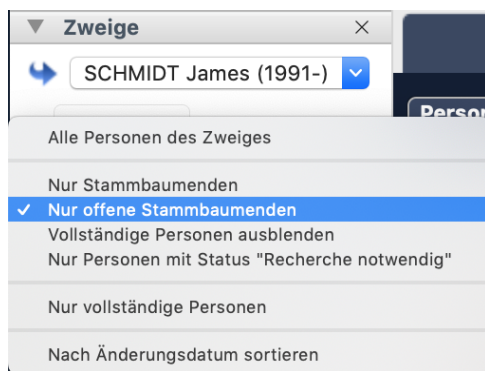 Zweige
SCHMIDT James (1991-)
Person
Alle Personen des Zweiges
Nur Stammbaumenden
Nur offene Stammbaumenden
Vollständige Personen ausblenden
Nur Personen mit Status "Recherche notwendig"
Nur vollständige Personen
Nach Änderungsdatum sortieren